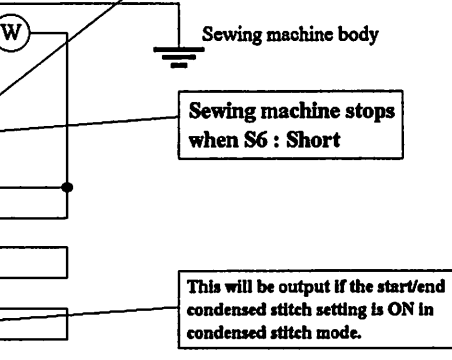 W
Sewing machine body
Sewing machine stops
when S6 : Short
This will be output if the start/end
condensed stitch setting is ON in
condensed stitch mode.